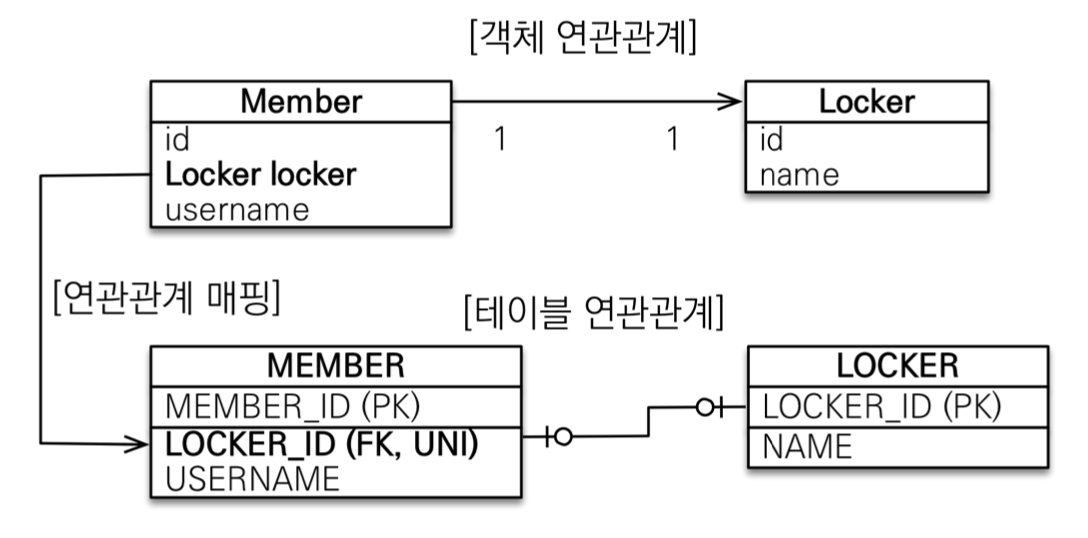 [객체 연관관계]
Member
id
Locker locker
username
1
1
Locker
id
name
[연관관계 매핑]
[테이블 연관관계]
MEMBER
MEMBER_ID (PK)
LOCKER_ID (FK, UNI)
USERNAME
LOCKER
LOCKER_ID (PK)
NAME